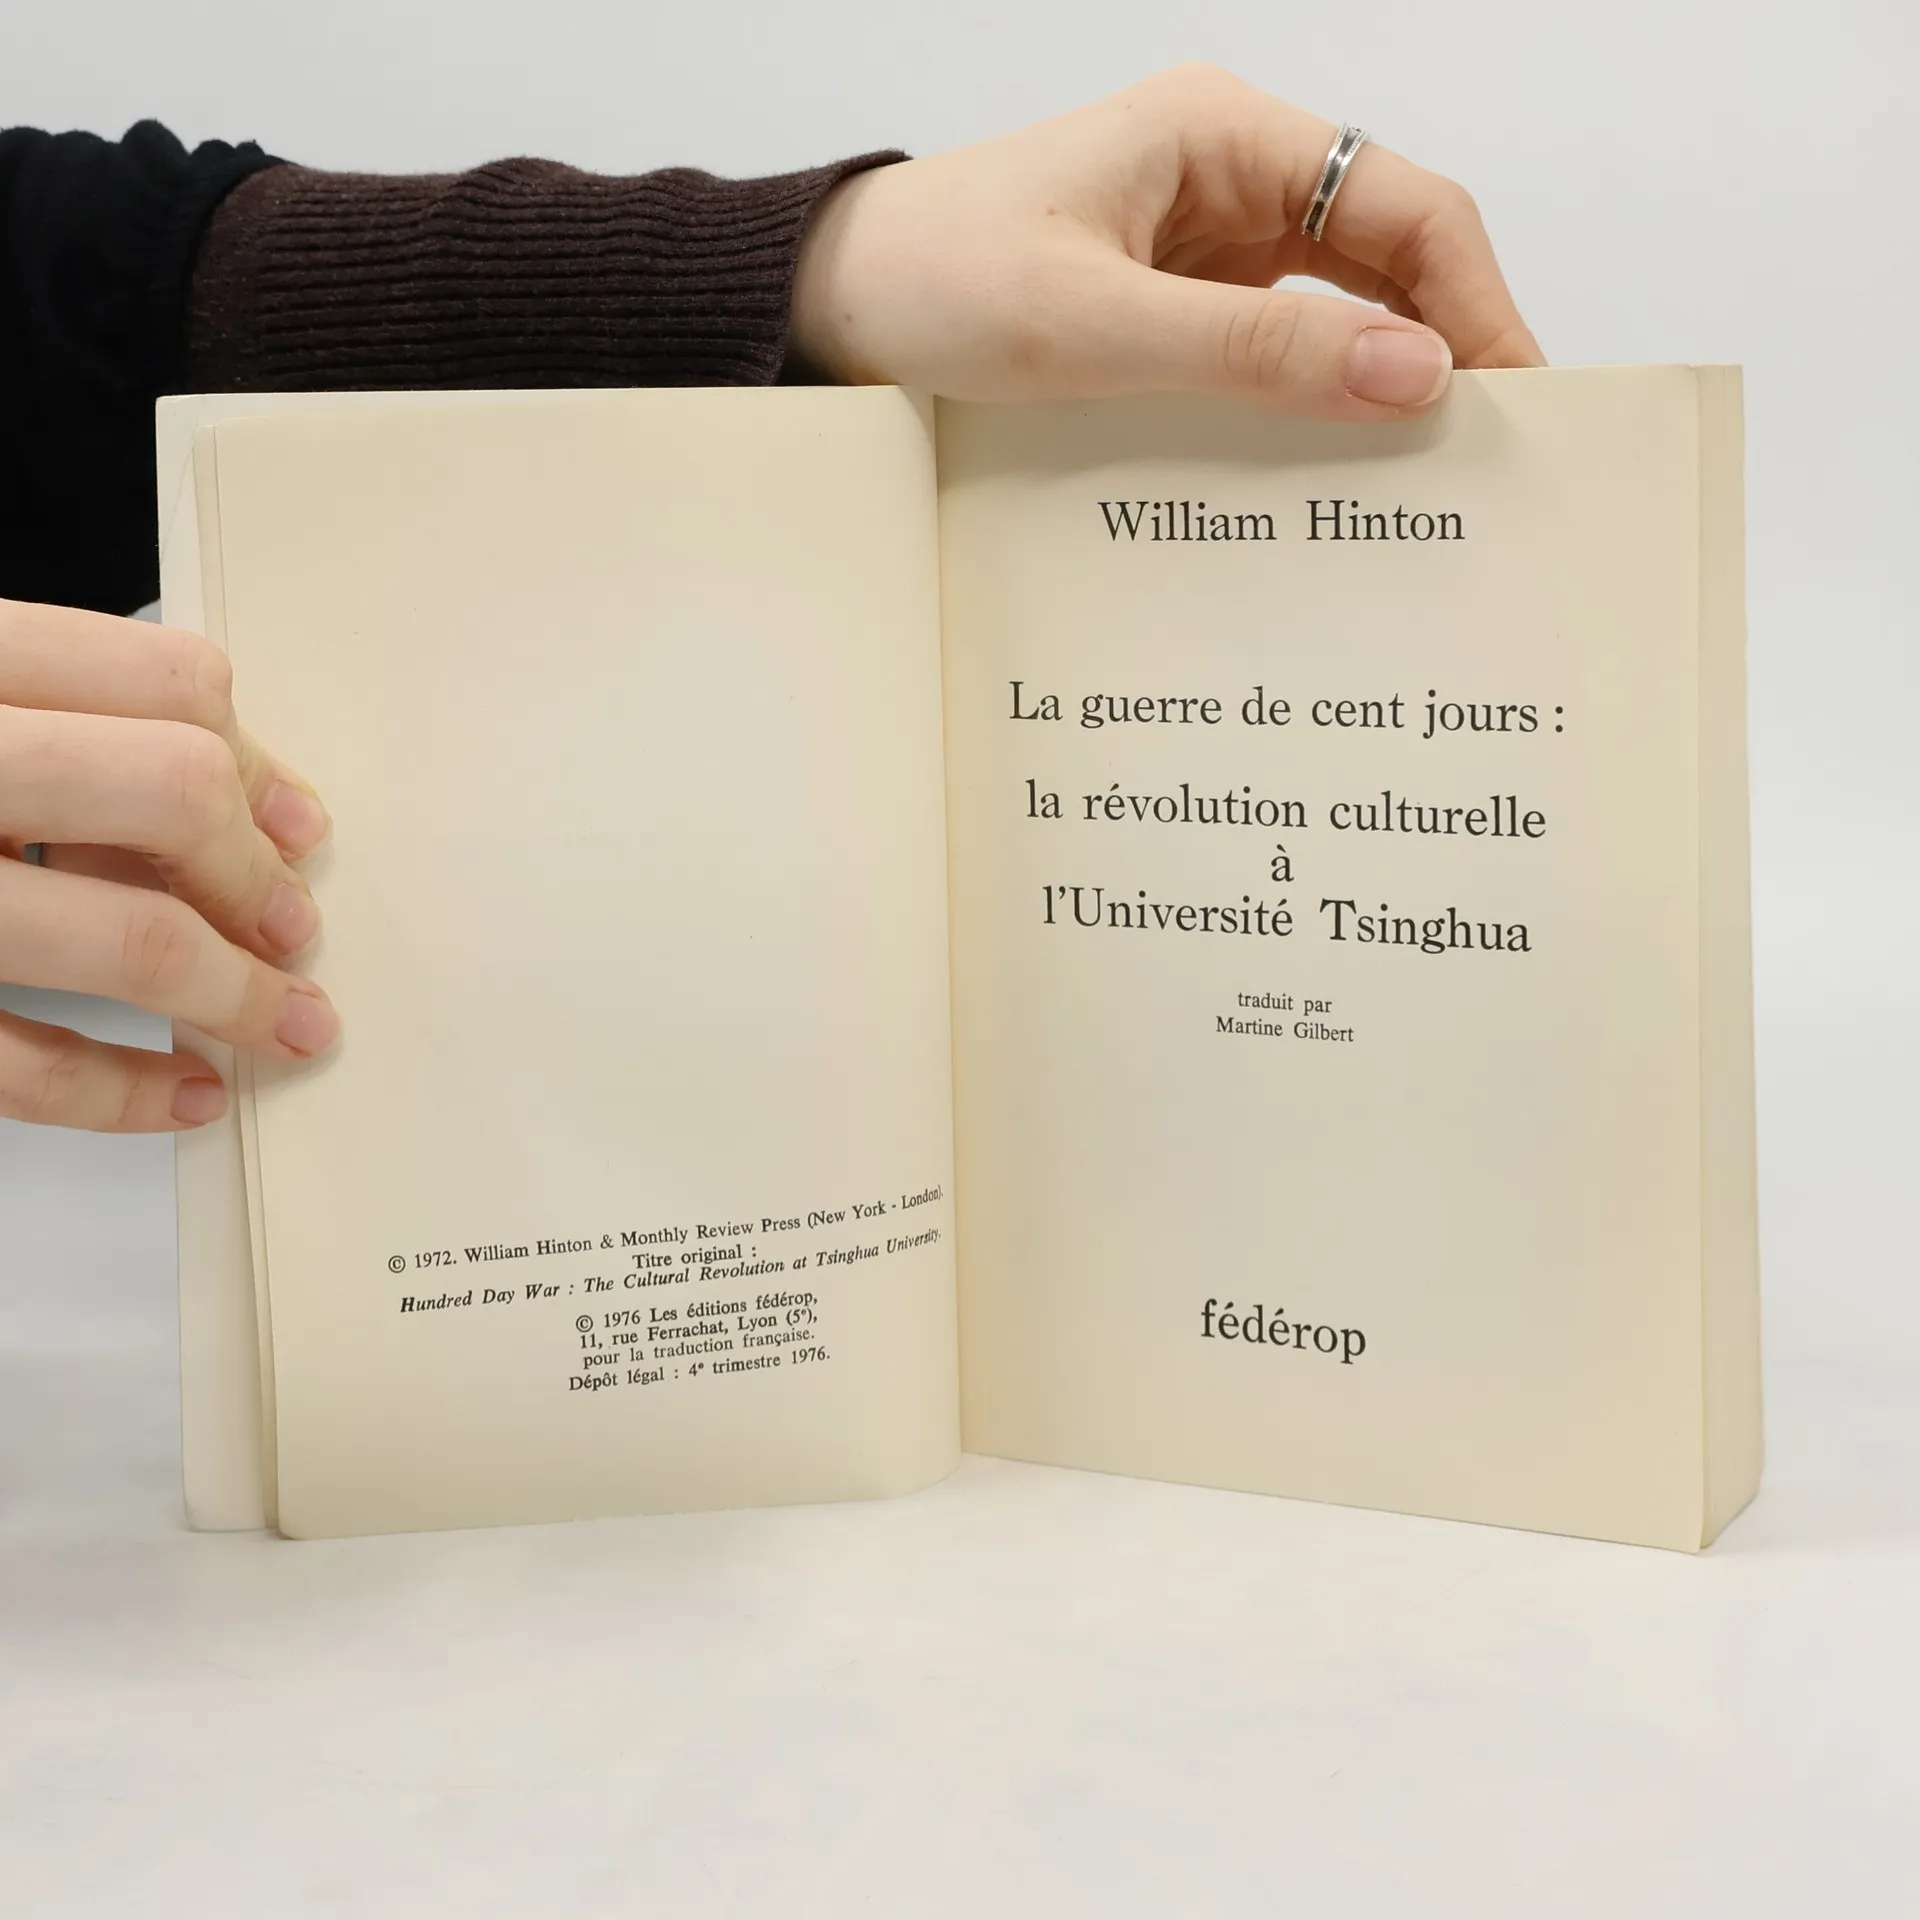 © 1972. William Hinton & Monthly Review Press (New York - London).
Titre original :
Hundred Day War : The Cultural Revolution at Tsinghua University.
© 1976 Les éditions fédérop,
11, rue Ferrachat, Lyon (5e),
pour la traduction française.
Dépôt légal : 4e trimestre 1976.
William Hinton
La guerre de cent jours :
la révolution culturelle
à
l'Université Tsinghua
traduit par
Martine Gilbert
fédérop